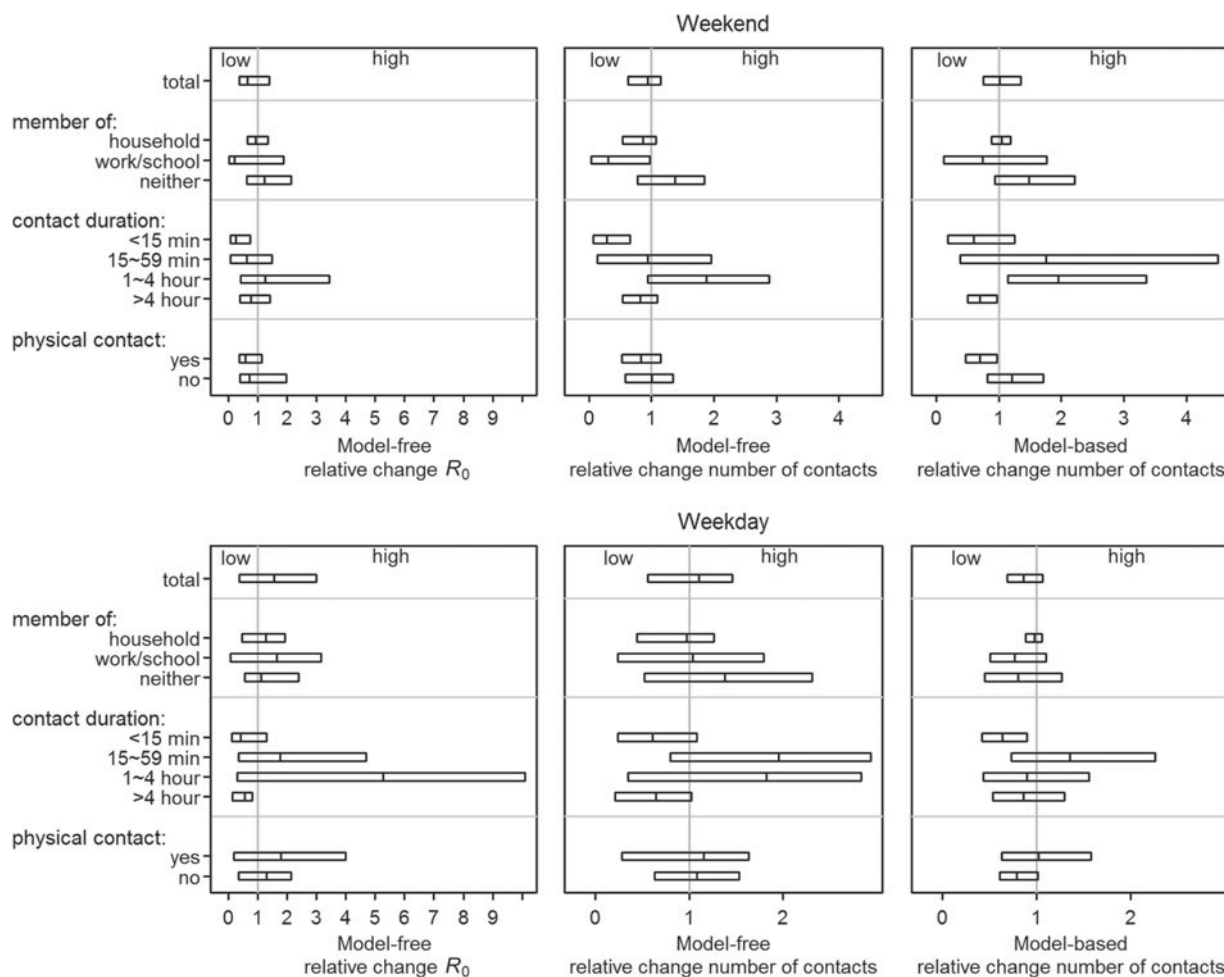 Weekend
low high low high low high
total
member of:
household
work/school
neither
contact duration:
<15 min
15~59 min
1~4 hour
>4 hour
physical contact:
yes
no
0 1 2 3 4 5 6 7 8 9 0 1 2 3 4 0 1 2 3 4
Model-free Model-free Model-based
relative change R0 relative change number of contacts relative change number of contacts
Weekday
low high low high low high
total
member of:
household
work/school
neither
contact duration:
<15 min
15~59 min
1~4 hour
>4 hour
physical contact:
yes
no
0 1 2 3 4 5 6 7 8 9 0 1 2 0 1 2
Model-free Model-free Model-based
relative change R0 relative change number of contacts relative change number of contacts